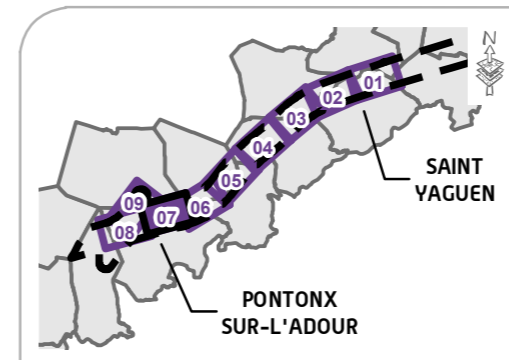 N
01
02
03
04
05
06
07
08
09
SAINT
YAGUEN
PONTONX
SUR-L'ADOUR